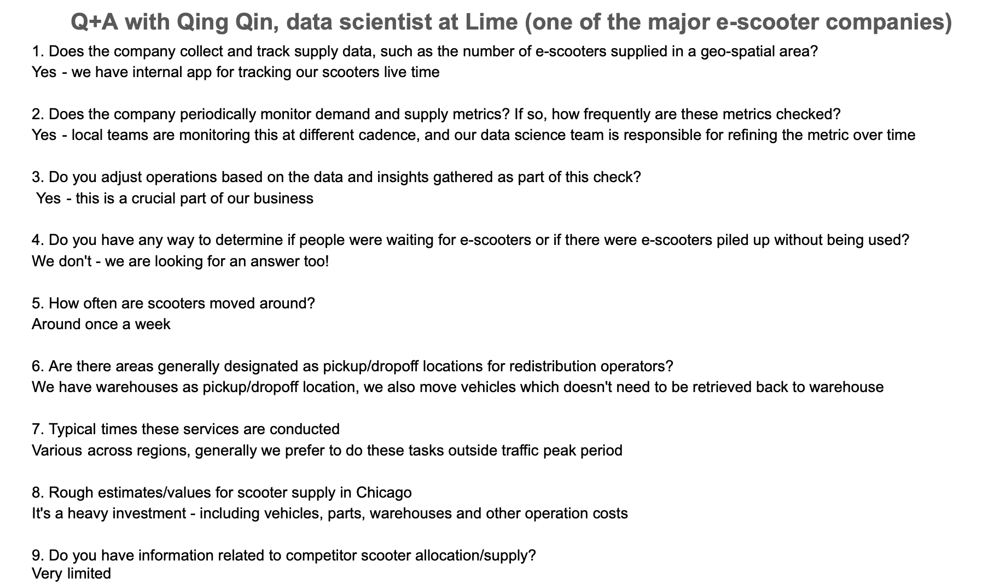 Q+A with Qing Qin, data scientist at Lime (one of the major e-scooter companies)
1. Does the company collect and track supply data, such as the number of e-scooters supplied in a geo-spatial area?
Yes - we have internal app for tracking our scooters live time
2. Does the company periodically monitor demand and supply metrics? If so, how frequently are these metrics checked?
Yes - local teams are monitoring this at different cadence, and our data science team is responsible for refining the metric over time
3. Do you adjust operations based on the data and insights gathered as part of this check?
Yes - this is a crucial part of our business
4. Do you have any way to determine if people were waiting for e-scooters or if there were e-scooters piled up without being used?
We don't - we are looking for an answer too!
5. How often are scooters moved around?
Around once a week
6. Are there areas generally designated as pickup/dropoff locations for redistribution operators?
We have warehouses as pickup/dropoff location, we also move vehicles which doesn't need to be retrieved back to warehouse
7. Typical times these services are conducted
Various across regions, generally we prefer to do these tasks outside traffic peak period
8. Rough estimates/values for scooter supply in Chicago
It's a heavy investment - including vehicles, parts, warehouses and other operation costs
9. Do you have information related to competitor scooter allocation/supply?
Very limited